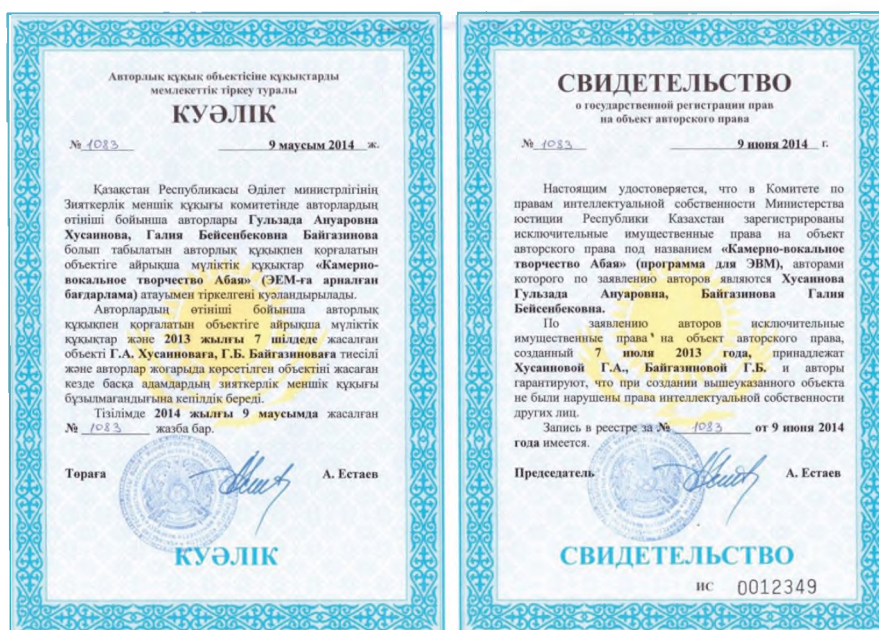 Авторлық құқық объектісіне құқықтарды
мемлекеттік тіркеу туралы
КУӘЛІК
№ 1083 9 маусым 2014 ж.
Қазақстан Республикасы Әділет министрлігінің
Зияткерлік меншік құқығы комитетінде авторлардың
өтініші бойынша авторлары Гульзада Ануаровна
Хусаинова, Галия Бейсенбековна Байгазинова
болып табылатын авторлық құқықпен қорғалатын
объектіге айрықша мүліктік құқықтар «Камерно-
вокальное творчество Абая» (ЭЕМ-ға арналған
бағдарлама) атауымен тіркелгені куәландырылады.
Авторлардың өтініші бойынша авторлық
құқықпен қорғалатын объектіге айрықша мүліктік
құқықтар және 2013 жылғы 7 шілдеде жасалған
объекті Г.А. Хусаиноваға, Г.Б. Байгазиноваға тиесілі
және авторлар жоғарыда көрсетілген объектіні жасаған
кезде басқа адамдардың зияткерлік меншік құқығы
бұзылмағандығына кепілдік береді.
Тізілімде 2014 жылғы 9 маусымда жасалған
№ 1083 жазба бар.
Төраға А. Естаев
КУӘЛІК
СВИДЕТЕЛЬСТВО
о государственной регистрации прав
на объект авторского права
№ 1083 9 июня 2014 г.
Настоящим удостоверяется, что в Комитете по
правам интеллектуальной собственности Министерства
юстиции Республики Казахстан зарегистрированы
исключительные имущественные права на объект
авторского права под названием «Камерно-вокальное
творчество Абая» (программа для ЭВМ), авторами
которого по заявлению авторов являются Хусаинова
Гульзада Ануаровна, Байгазинова Галия
Бейсенбековна.
По заявлению авторов исключительные
имущественные права на объект авторского права,
созданный 7 июля 2013 года, принадлежат
Хусаиновой Г.А., Байгазиновой Г.Б. и авторы
гарантируют, что при создании вышеуказанного объекта
не были нарушены права интеллектуальной собственности
других лиц.
Запись в реестре за № 1083 от 9 июня 2014
года имеется.
Председатель А. Естаев
СВИДЕТЕЛЬСТВО
ИС 0012349